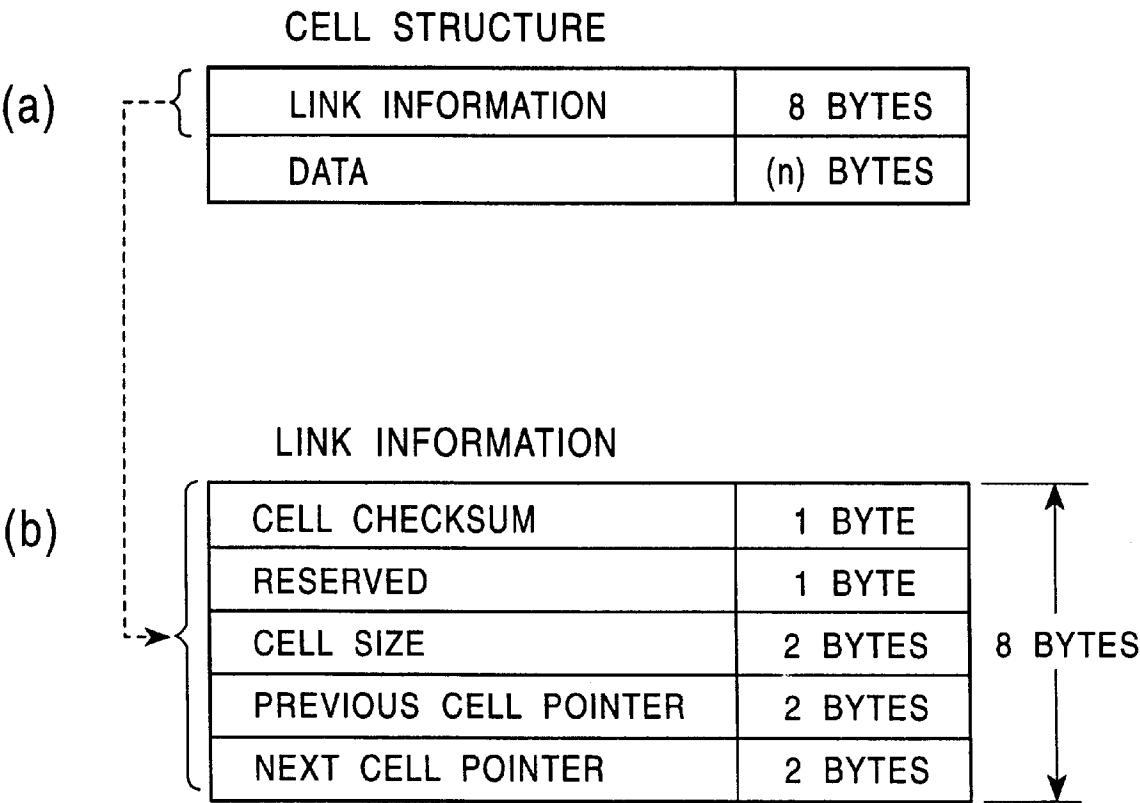 CELL STRUCTURE
(a)
LINK INFORMATION 8 BYTES
DATA (n) BYTES
LINK INFORMATION
(b)
CELL CHECKSUM 1 BYTE
RESERVED 1 BYTE
CELL SIZE 2 BYTES
8 BYTES
PREVIOUS CELL POINTER 2 BYTES
NEXT CELL POINTER 2 BYTES